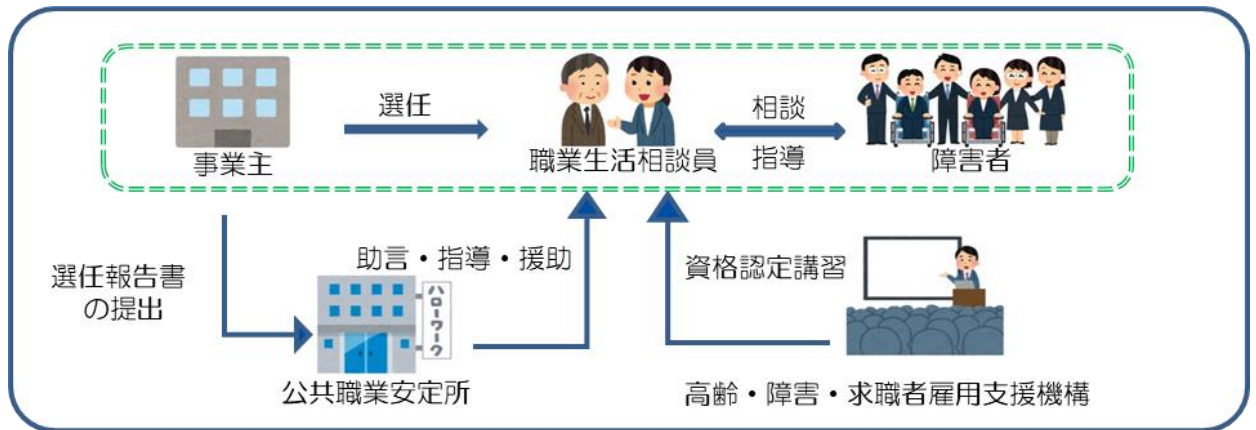 選任
相談
事業主
職業生活相談員
指導
障害者
選任報告書
の提出
助言・指導・援助
資格認定講習
ハローワーク
公共職業安定所
高齢・障害・求職者雇用支援機構